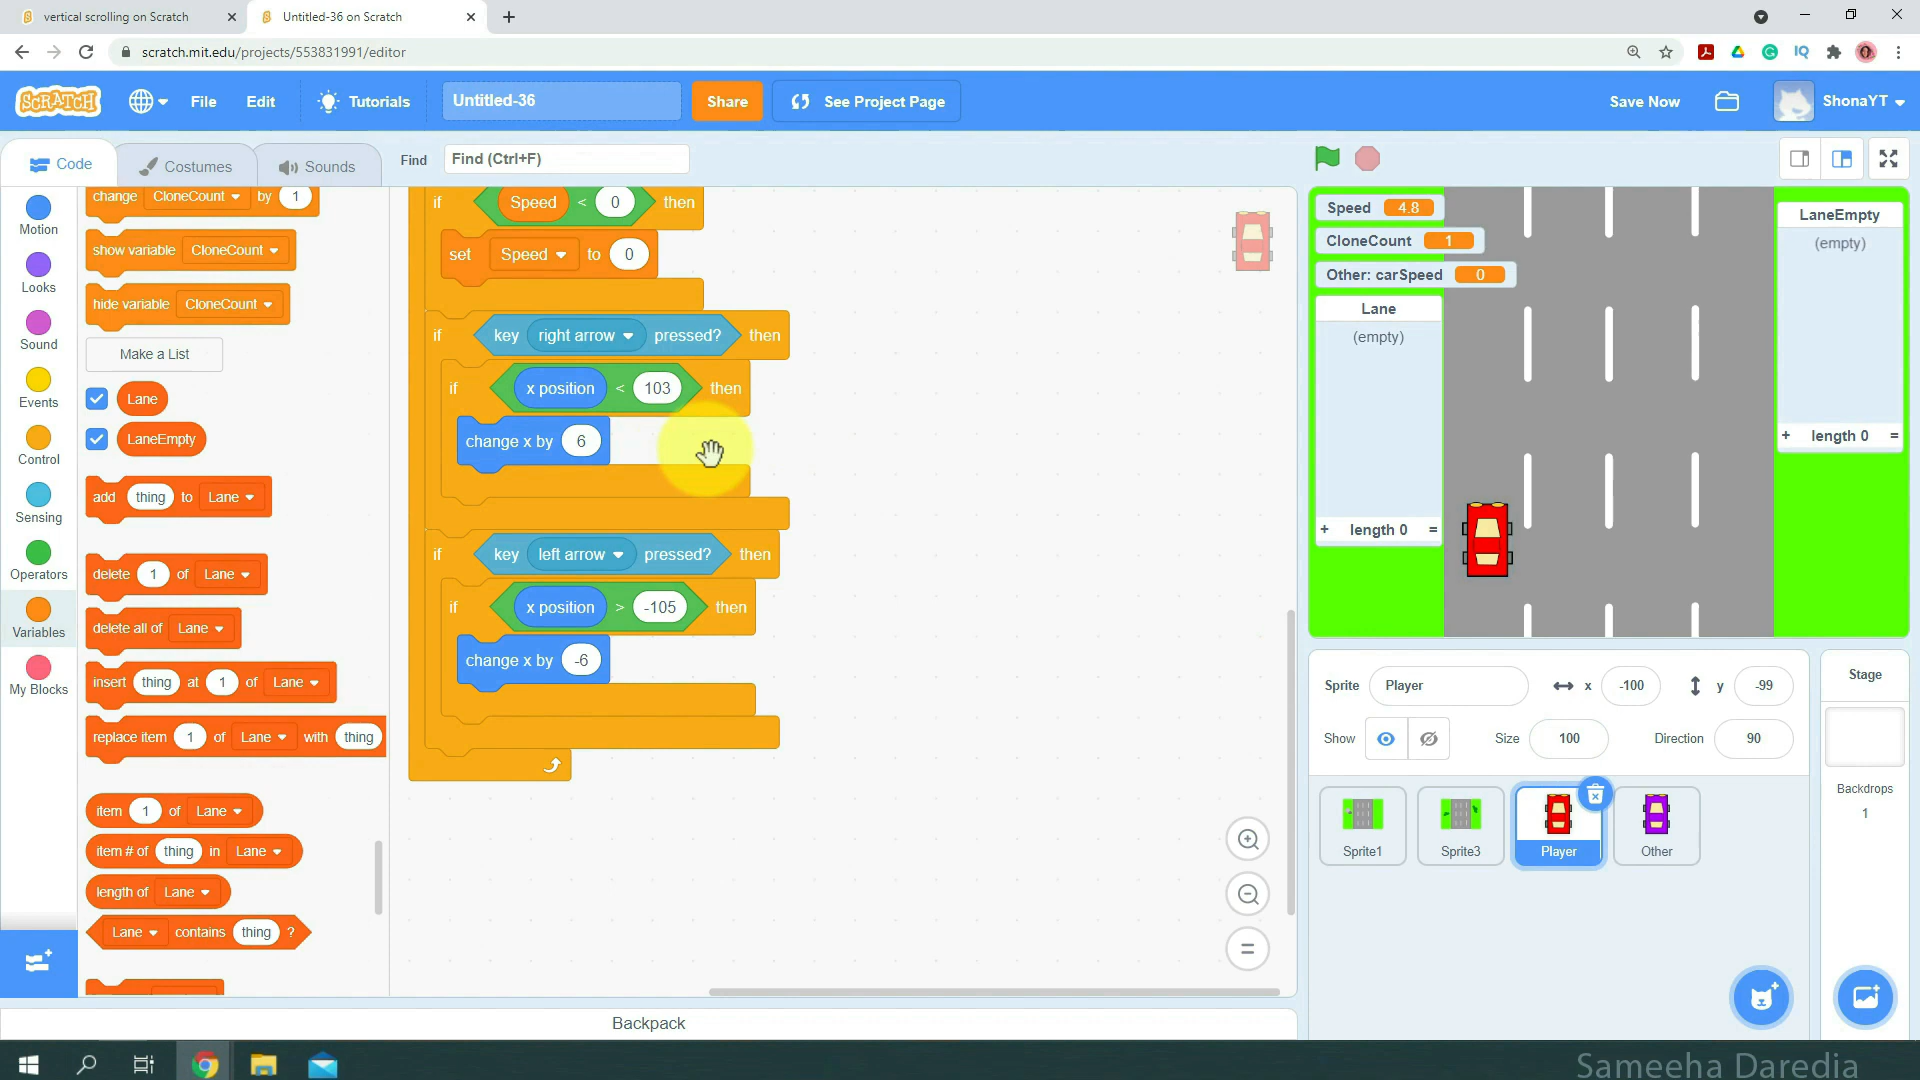 vertical scrolling on Scratch
Untitled-36 on Scratch
scratch.mit.edu/projects/553831991/editor
SCRATCH
File
Edit
Tutorials
Untitled-36
Share
See Project Page
Save Now
ShonaYT
Code
Costumes
Sounds
Find
Find (Ctrl+F)
Motion
Looks
Sound
Events
Control
Sensing
Operators
Variables
My Blocks
change CloneCount by 1
show variable CloneCount
hide variable CloneCount
Make a List
Lane
LaneEmpty
add thing to Lane
delete 1 of Lane
delete all of Lane
insert thing at 1 of Lane
replace item 1 of Lane with thing
item 1 of Lane
item # of thing in Lane
length of Lane
Lane contains thing ?
if Speed < 0 then
set Speed to 0
if key right arrow pressed? then
if x position < 103 then
change x by 6
if key left arrow pressed? then
if x position > -105 then
change x by -6
Backpack
Speed 4.8
CloneCount 1
Other: carSpeed 0
Lane
(empty)
+ length 0 =
LaneEmpty
(empty)
+ length 0 =
Sprite Player x -100 y -99
Show Size 100 Direction 90
Sprite1
Sprite3
Player
Other
Stage
Backdrops
1
Sameeha Daredia